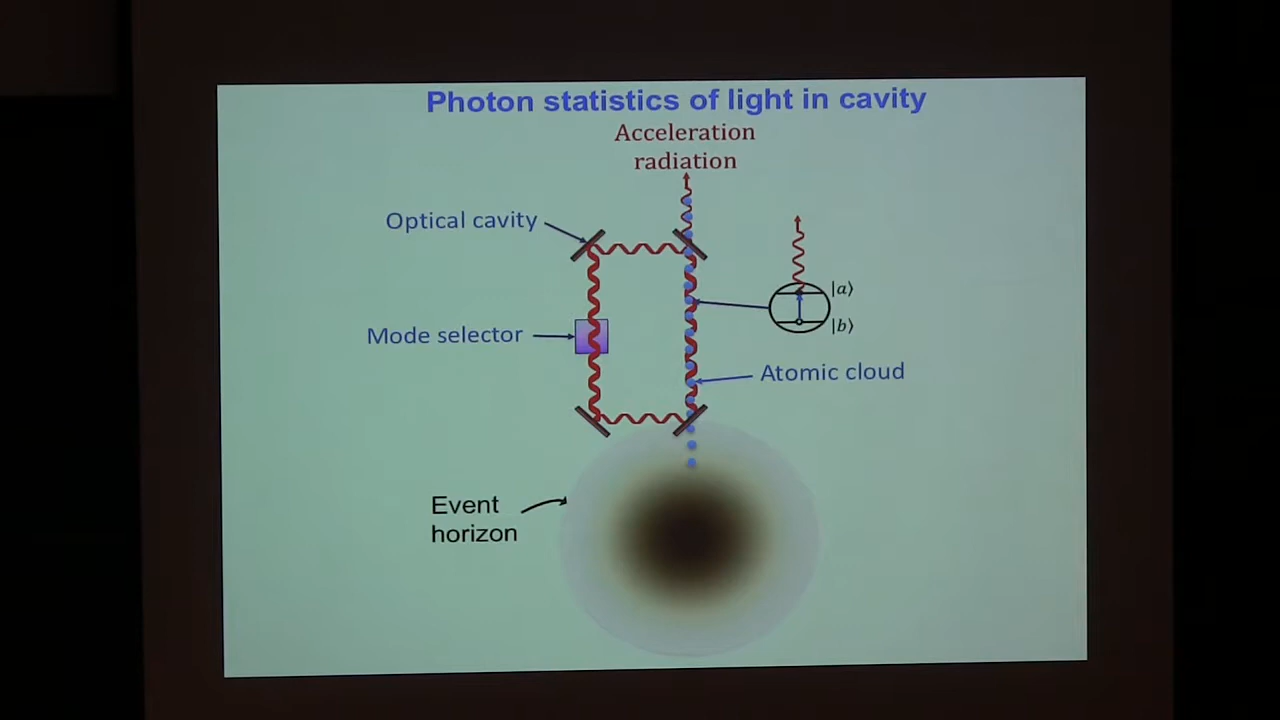 Photon statistics of light in cavity
Acceleration
radiation
Optical cavity
|a⟩
|b⟩
Mode selector
Atomic cloud
Event
horizon